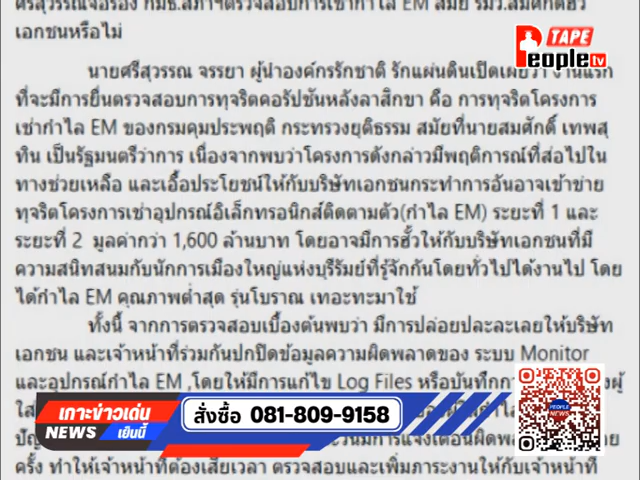 ศรีสุวรรณจ่อร้อง กมธ.สภาฯตรวจสอบการเช่ากำไล EM สมัย รมว.สมศักดิ์ฮั้ว
TAPE
People tv
เอกชนหรือไม่
นายศรีสุวรรณ จรรยา ผู้นำองค์กรรักชาติ รักแผ่นดินเปิดเผยว่า งานแรก
ที่จะมีการยื่นตรวจสอบการทุจริตคอรัปชันหลังลาสิกขา คือ การทุจริตโครงการ
เช่ากำไล EM ของกรมคุมประพฤติ กระทรวงยุติธรรม สมัยที่นายสมศักดิ์ เทพสุ
ทิน เป็นรัฐมนตรีว่าการ เนื่องจากพบว่าโครงการดังกล่าวมีพฤติการณ์ที่ส่อไปใน
ทางช่วยเหลือ และเอื้อประโยชน์ให้กับบริษัทเอกชนกระทำการอันอาจเข้าข่าย
ทุจริตโครงการเช่าอุปกรณ์อิเล็กทรอนิกส์ติดตามตัว(กำไล EM) ระยะที่ 1 และ
ระยะที่ 2 มูลค่ากว่า 1,600 ล้านบาท โดยอาจมีการฮั้วให้กับบริษัทเอกชนที่มี
ความสนิทสนมกับนักการเมืองใหญ่แห่งบุรีรัมย์ที่รู้จักกันโดยทั่วไปได้งานไป โดย
ได้กำไล EM คุณภาพต่ำสุด รุ่นโบราณ เทอะทะมาใช้
ทั้งนี้ จากการตรวจสอบเบื้องต้นพบว่า มีการปล่อยปละละเลยให้บริษัท
เอกชน และเจ้าหน้าที่ร่วมกันปกปิดข้อมูลความผิดพลาดของ ระบบ Monitor
และอุปกรณ์กำไล EM ,โดยให้มีการแก้ไข Log Files หรือบันทึก
เกาะข่าวเด่น
NEWS เย็นนี้
สั่งซื้อ 081-809-9158
PEOPLE NEWS
ครั้ง ทำให้เจ้าหน้าที่ต้องเสียเวลา ตรวจสอบและเพิ่มภาระงานให้กับเจ้าหน้าที่